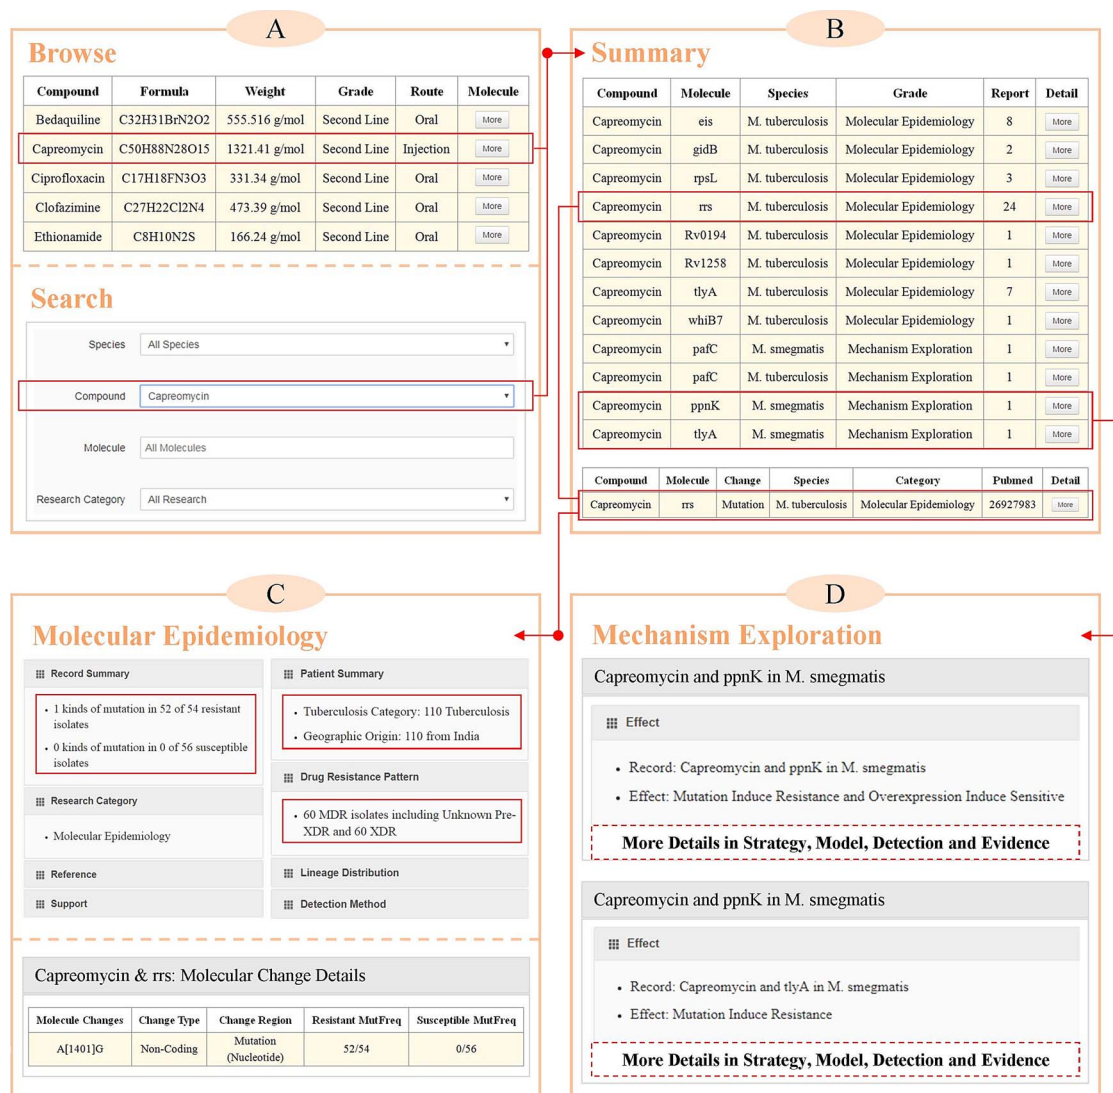 A
Browse
Compound Formula Weight Grade Route Molecule
Bedaquiline C32H31BrN2O2 555.516 g/mol Second Line Oral More
Capreomycin C50H88N28O15 1321.41 g/mol Second Line Injection More
Ciprofloxacin C17H18FN3O3 331.34 g/mol Second Line Oral More
Clofazimine C27H22Cl2N4 473.39 g/mol Second Line Oral More
Ethionamide C8H10N2S 166.24 g/mol Second Line Oral More
Search
Species All Species
Compound Capreomycin
Molecule All Molecules
Research Category All Research
B
Summary
Compound Molecule Species Grade Report Detail
Capreomycin eis M. tuberculosis Molecular Epidemiology 8 More
Capreomycin gidB M. tuberculosis Molecular Epidemiology 2 More
Capreomycin rpsL M. tuberculosis Molecular Epidemiology 3 More
Capreomycin rrs M. tuberculosis Molecular Epidemiology 24 More
Capreomycin Rv0194 M. tuberculosis Molecular Epidemiology 1 More
Capreomycin Rv1258 M. tuberculosis Molecular Epidemiology 1 More
Capreomycin tlyA M. tuberculosis Molecular Epidemiology 7 More
Capreomycin whiB7 M. tuberculosis Molecular Epidemiology 1 More
Capreomycin pafC M. smegmatis Mechanism Exploration 1 More
Capreomycin pafC M. tuberculosis Mechanism Exploration 1 More
Capreomycin ppnK M. smegmatis Mechanism Exploration 1 More
Capreomycin tlyA M. smegmatis Mechanism Exploration 1 More
Compound Molecule Change Species Category Pubmed Detail
Capreomycin rrs Mutation M. tuberculosis Molecular Epidemiology 26927983 More
C
Molecular Epidemiology
Record Summary
• 1 kinds of mutation in 52 of 54 resistant
isolates
• 0 kinds of mutation in 0 of 56 susceptible
isolates
Research Category
• Molecular Epidemiology
Reference
Support
Patient Summary
• Tuberculosis Category: 110 Tuberculosis
• Geographic Origin: 110 from India
Drug Resistance Pattern
• 60 MDR isolates including Unknown Pre-
XDR and 60 XDR
Lineage Distribution
Detection Method
Capreomycin & rrs: Molecular Change Details
Molecule Changes Change Type Change Region Resistant MutFreq Susceptible MutFreq
A[1401]G Non-Coding Mutation (Nucleotide) 52/54 0/56
D
Mechanism Exploration
Capreomycin and ppnK in M. smegmatis
Effect
• Record: Capreomycin and ppnK in M. smegmatis
• Effect: Mutation Induce Resistance and Overexpression Induce Sensitive
More Details in Strategy, Model, Detection and Evidence
Capreomycin and ppnK in M. smegmatis
Effect
• Record: Capreomycin and tlyA in M. smegmatis
• Effect: Mutation Induce Resistance
More Details in Strategy, Model, Detection and Evidence